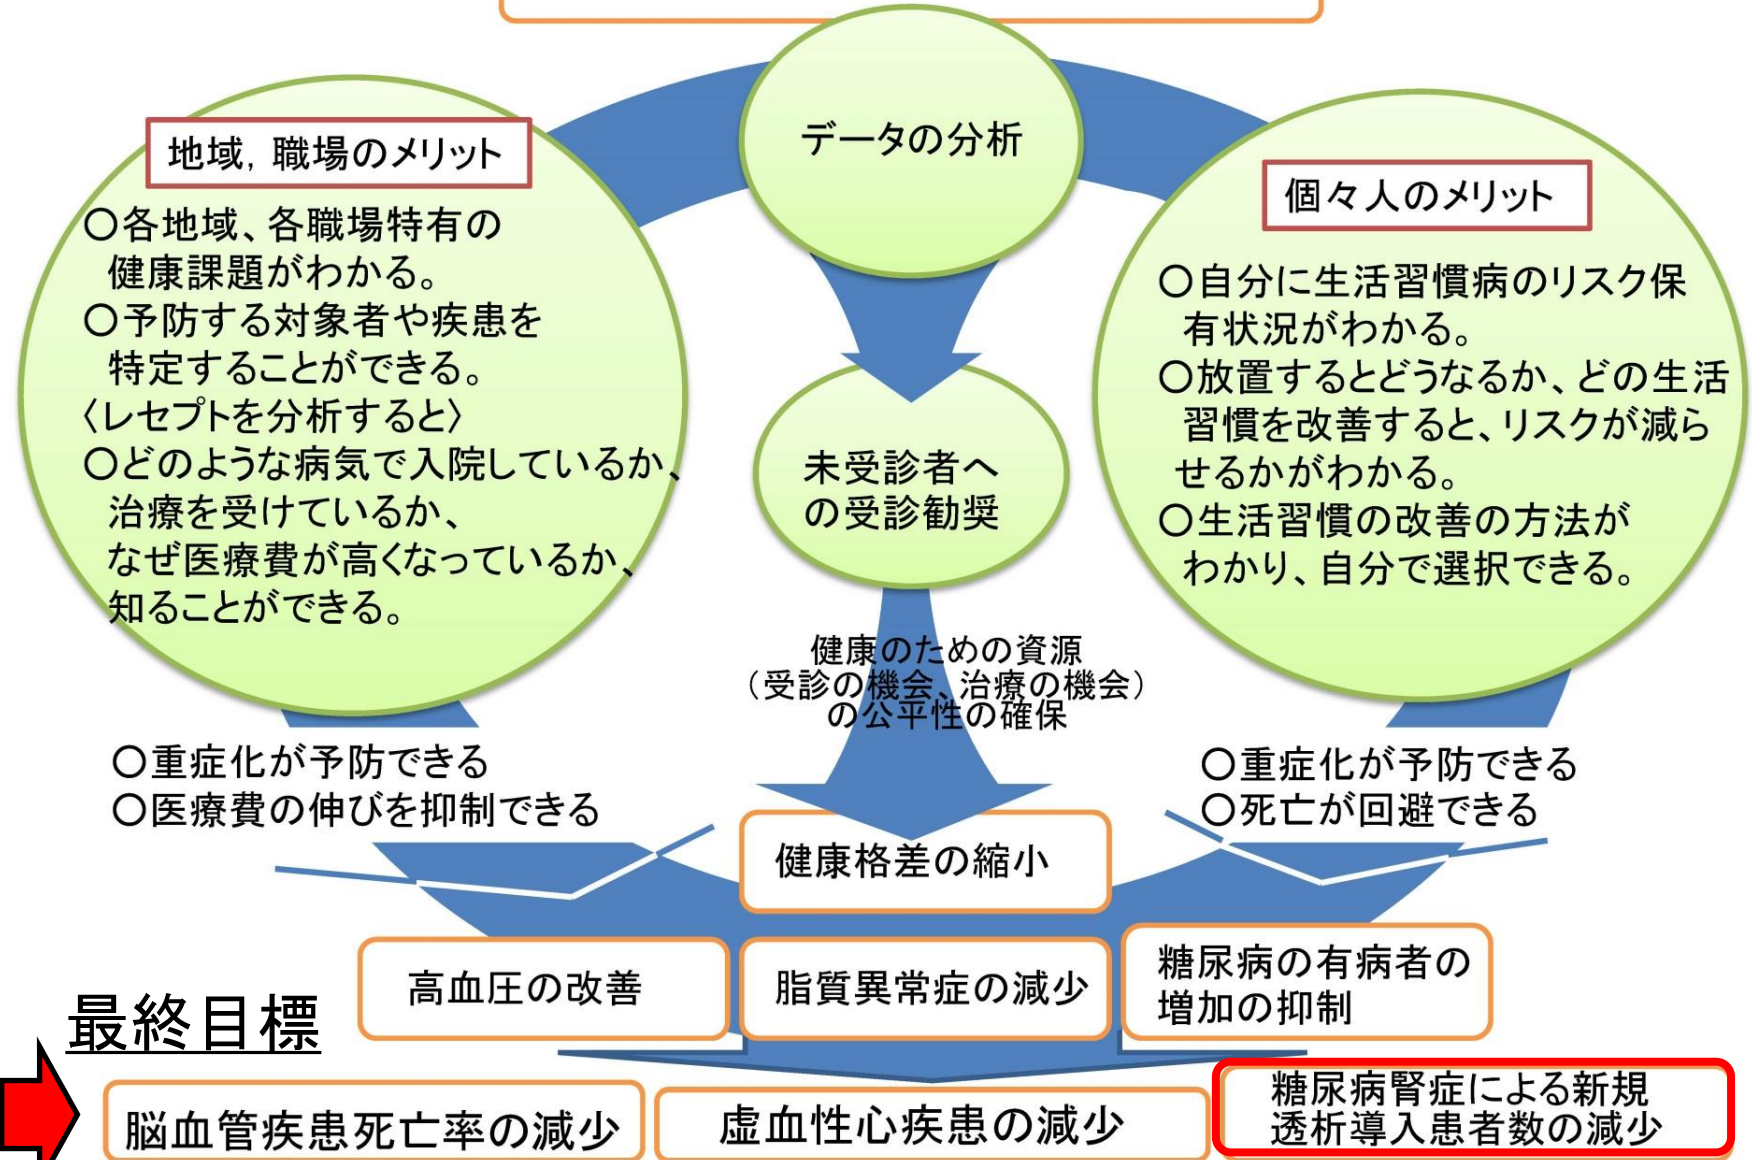 データの分析
地域, 職場のメリット
〇各地域、各職場特有の
健康課題がわかる。
〇予防する対象者や疾患を
特定することができる。
〈レセプトを分析すると〉
〇どのような病気で入院しているか、
治療を受けているか、
なぜ医療費が高くなっているか、
知ることができる。
未受診者へ
の受診勧奨
個々人のメリット
〇自分に生活習慣病のリスク保
有状況がわかる。
〇放置するとどうなるか、どの生活
習慣を改善すると、リスクが減ら
せるかがわかる。
〇生活習慣の改善の方法が
わかり、自分で選択できる。
健康のための資源
（受診の機会、治療の機会）
の公平性の確保
〇重症化が予防できる
〇医療費の伸びを抑制できる
〇重症化が予防できる
〇死亡が回避できる
健康格差の縮小
高血圧の改善
脂質異常症の減少
糖尿病の有病者の
増加の抑制
最終目標
脳血管疾患死亡率の減少
虚血性心疾患の減少
糖尿病腎症による新規
透析導入患者数の減少